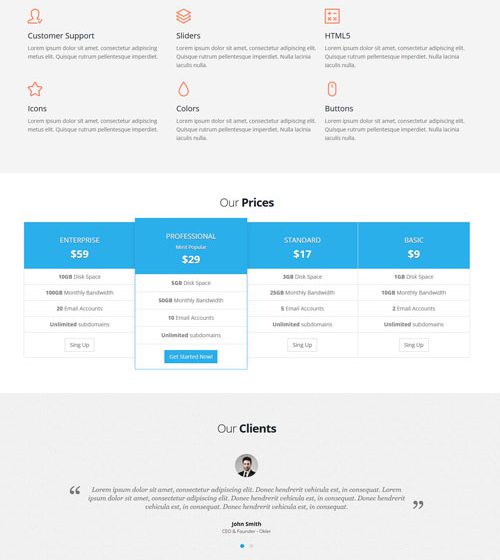 Customer Support
Lorem ipsum dolor sit amet, consectetur adipiscing
metus elit. Quisque rutrum pellentesque imperdiet.
Sliders
Lorem ipsum dolor sit amet, consectetur adipiscing
metus elit. Quisque rutrum pellentesque imperdiet. Nulla lacinia
iaculis nulla.
HTML5
Lorem ipsum dolor sit amet, consectetur adipiscing
metus elit. Quisque rutrum pellentesque imperdiet. Nulla lacinia
iaculis nulla.
Icons
Lorem ipsum dolor sit amet, consectetur adipiscing
metus elit. Quisque rutrum pellentesque imperdiet.
Colors
Lorem ipsum dolor sit amet, consectetur adipiscing
metus elit. Quisque rutrum pellentesque imperdiet. Nulla lacinia
iaculis nulla.
Buttons
Lorem ipsum dolor sit amet, consectetur adipiscing
metus elit. Quisque rutrum pellentesque imperdiet. Nulla lacinia
iaculis nulla.
Our Prices
ENTERPRISE
$59
10GB Disk Space
100GB Monthly Bandwidth
20 Email Accounts
Unlimited subdomains
Sing Up
PROFESSIONAL
Most Popular
$29
5GB Disk Space
50GB Monthly Bandwidth
10 Email Accounts
Unlimited subdomains
Get Started Now!
STANDARD
$17
3GB Disk Space
25GB Monthly Bandwidth
5 Email Accounts
Unlimited subdomains
Sing Up
BASIC
$9
1GB Disk Space
10GB Monthly Bandwidth
2 Email Accounts
Unlimited subdomains
Sing Up
Our Clients
“ Lorem ipsum dolor sit amet, consectetur adipiscing elit. Donec hendrerit vehicula est, in consequat. Lorem
ipsum dolor sit amet, consectetur adipiscing elit. Donec hendrerit vehicula est, in consequat. Donec hendrerit
vehicula est, in consequat. ”
John Smith
CEO & Founder - Okler